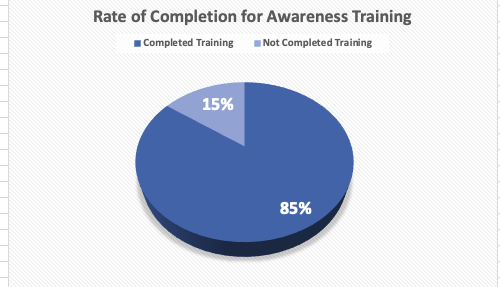 Rate of Completion for Awareness Training
Completed Training Not Completed Training
15%
85%